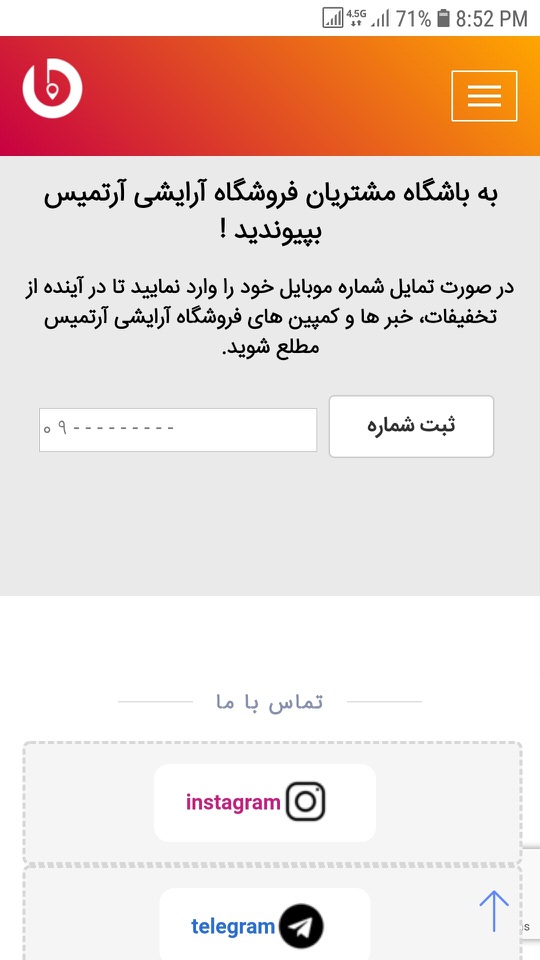 4.5G 71% 8:52 PM
به باشگاه مشتریان فروشگاه آرایشی آرتمیس
بپیوندید !
در صورت تمایل شماره موبایل خود را وارد نمایید تا در آینده از
تخفیفات، خبر ها و کمپین های فروشگاه آرایشی آرتمیس
مطلع شوید.
ثبت شماره
۰۹---------
تماس با ما
instagram
telegram